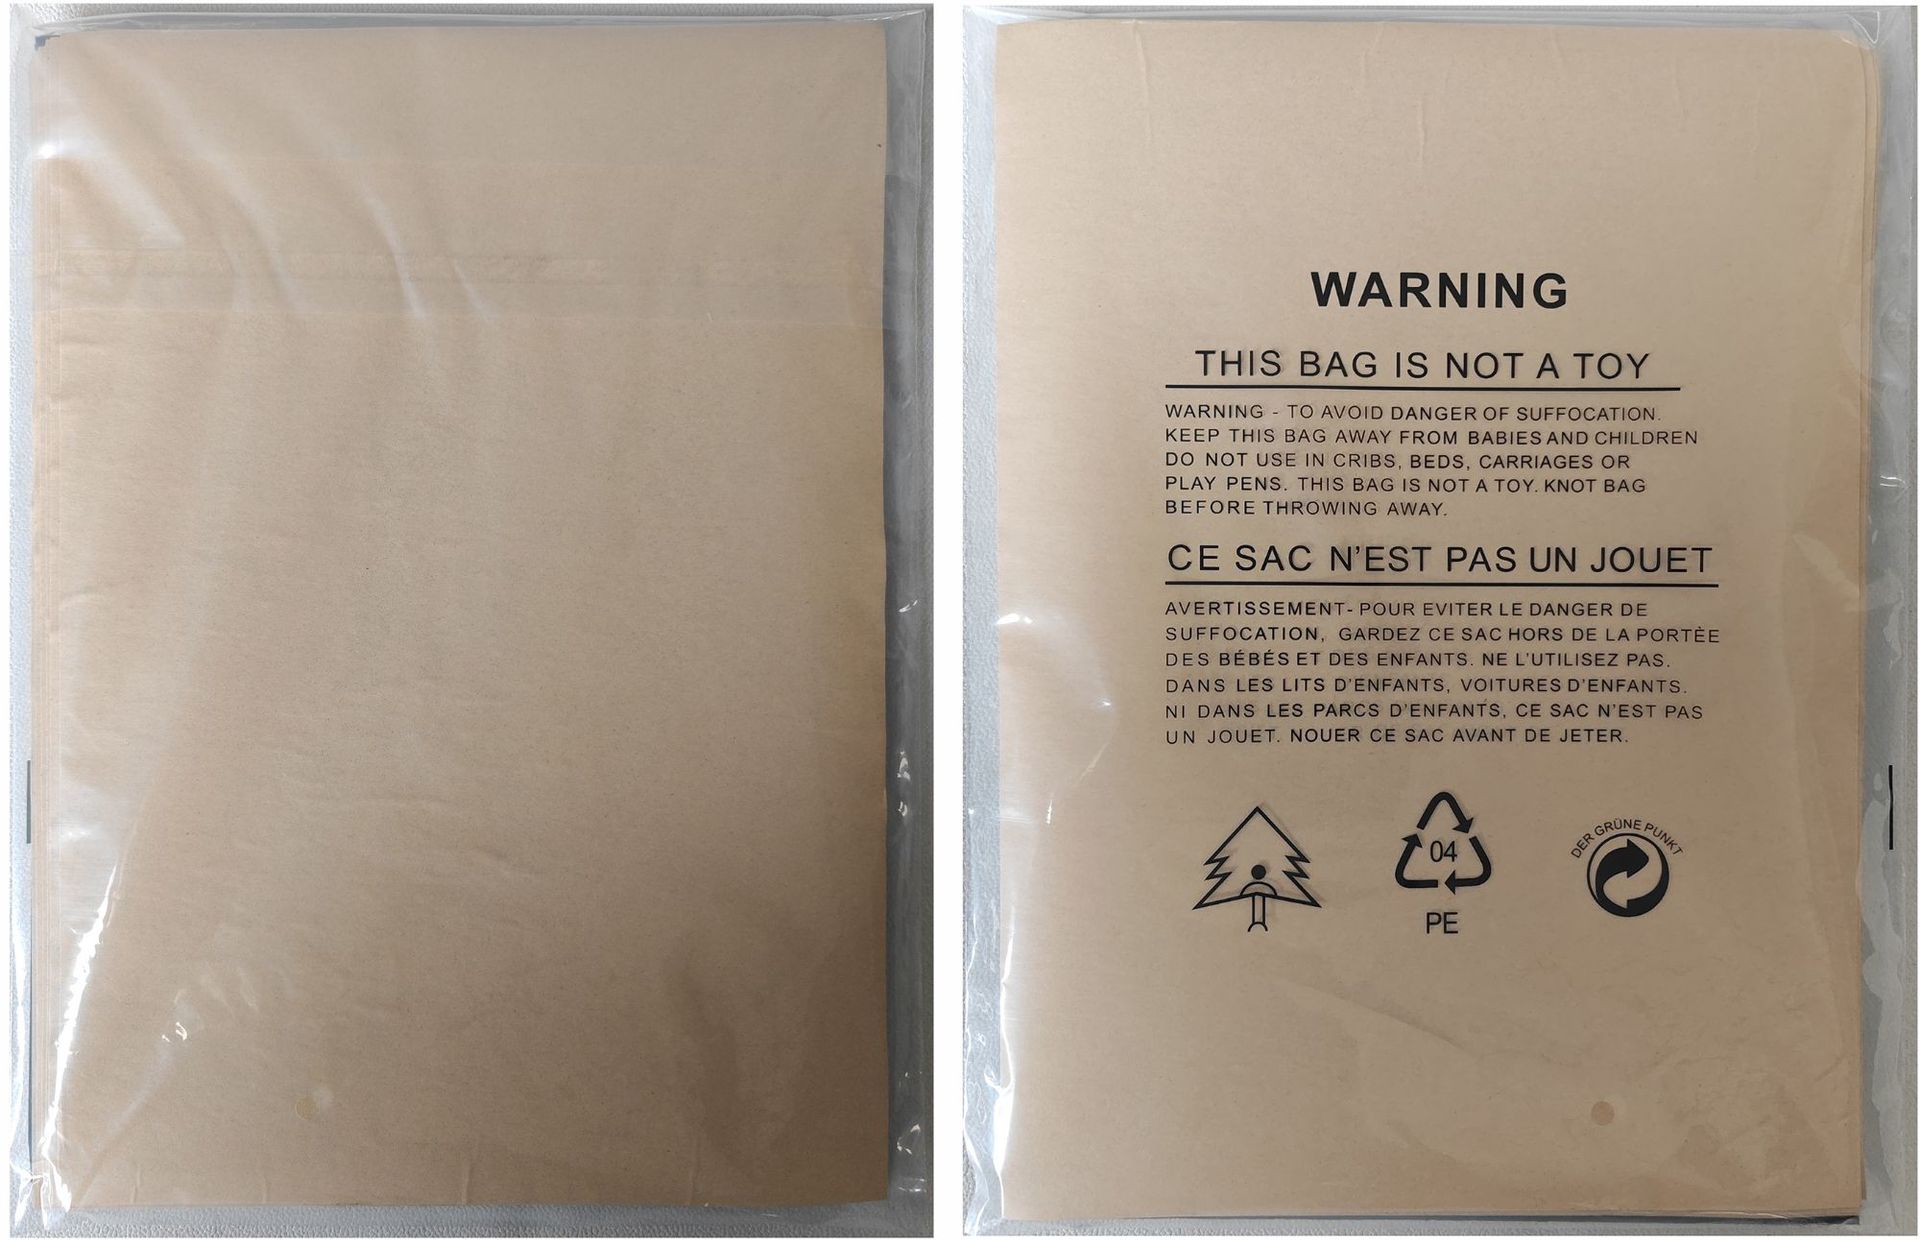 WARNING
THIS BAG IS NOT A TOY
WARNING - TO AVOID DANGER OF SUFFOCATION.
KEEP THIS BAG AWAY FROM BABIES AND CHILDREN
DO NOT USE IN CRIBS, BEDS, CARRIAGES OR
PLAY PENS. THIS BAG IS NOT A TOY. KNOT BAG
BEFORE THROWING AWAY.
CE SAC N'EST PAS UN JOUET
AVERTISSEMENT- POUR EVITER LE DANGER DE
SUFFOCATION, GARDEZ CE SAC HORS DE LA PORTÈE
DES BÉBÉS ET DES ENFANTS. NE L'UTILISEZ PAS.
DANS LES LITS D'ENFANTS, VOITURES D'ENFANTS.
NI DANS LES PARCS D'ENFANTS, CE SAC N'EST PAS
UN JOUET. NOUER CE SAC AVANT DE JETER.
04
PE
DER GRÜNE PUNKT